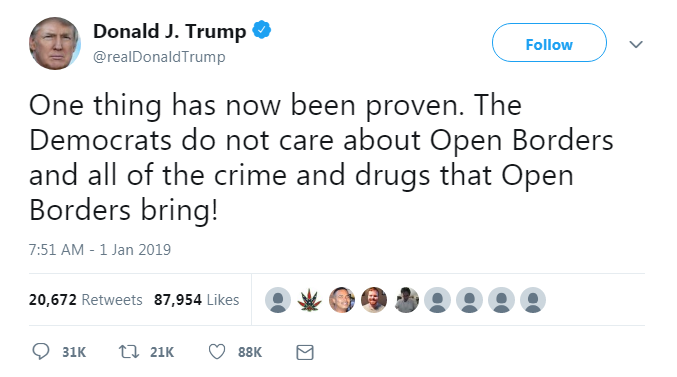 Donald J. Trump
@realDonaldTrump
Follow
One thing has now been proven. The
Democrats do not care about Open Borders
and all of the crime and drugs that Open
Borders bring!
7:51 AM - 1 Jan 2019
20,672 Retweets 87,954 Likes
31K 21K 88K